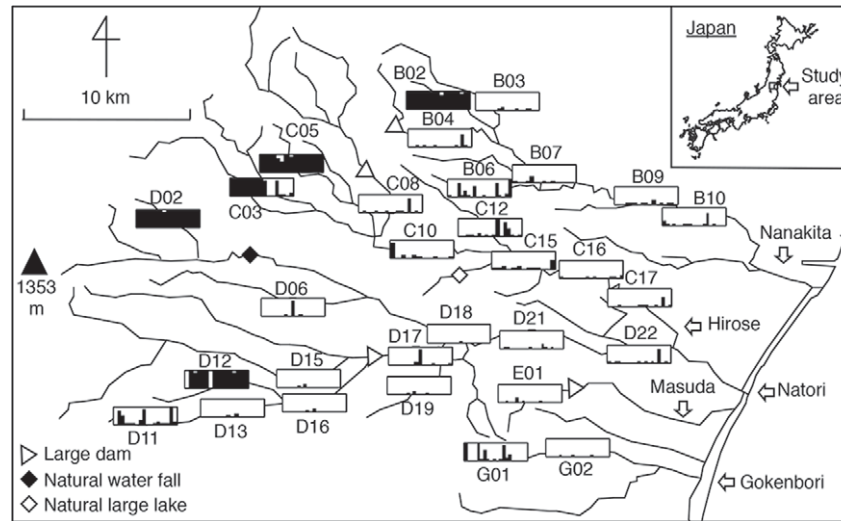 Japan
Study
area
10 km
B02
B03
B04
C05
B07
B06
B09
C03
C08
B10
D02
C12
Nanakita
C10
C15
C16
1353
m
C17
D06
D18
Hirose
D17
D21
D22
D12
D15
E01
Masuda
Natori
D11
D13
D16
D19
G01
G02
Gokenbori
Large dam
Natural water fall
Natural large lake